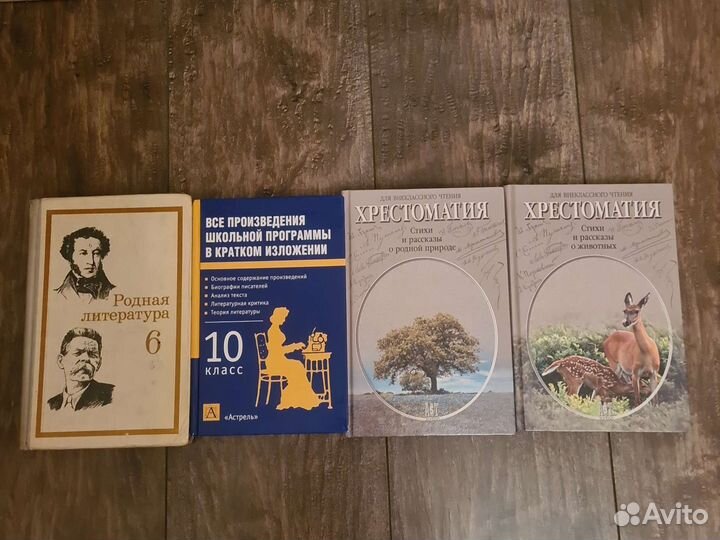 Родная
литература
6
ВСЕ ПРОИЗВЕДЕНИЯ
ШКОЛЬНОЙ ПРОГРАММЫ
В КРАТКОМ ИЗЛОЖЕНИИ
• Основное содержание произведений
• Биографии писателей
• Анализ текста
• Литературная критика
• Теория литературы
10
класс
А
«Астрель»
ДЛЯ ВНЕКЛАССНОГО ЧТЕНИЯ
ХРЕСТОМАТИЯ
Стихи
и рассказы
о родной природе
ДЛЯ ВНЕКЛАССНОГО ЧТЕНИЯ
ХРЕСТОМАТИЯ
Стихи
и рассказы
о животных
Avito